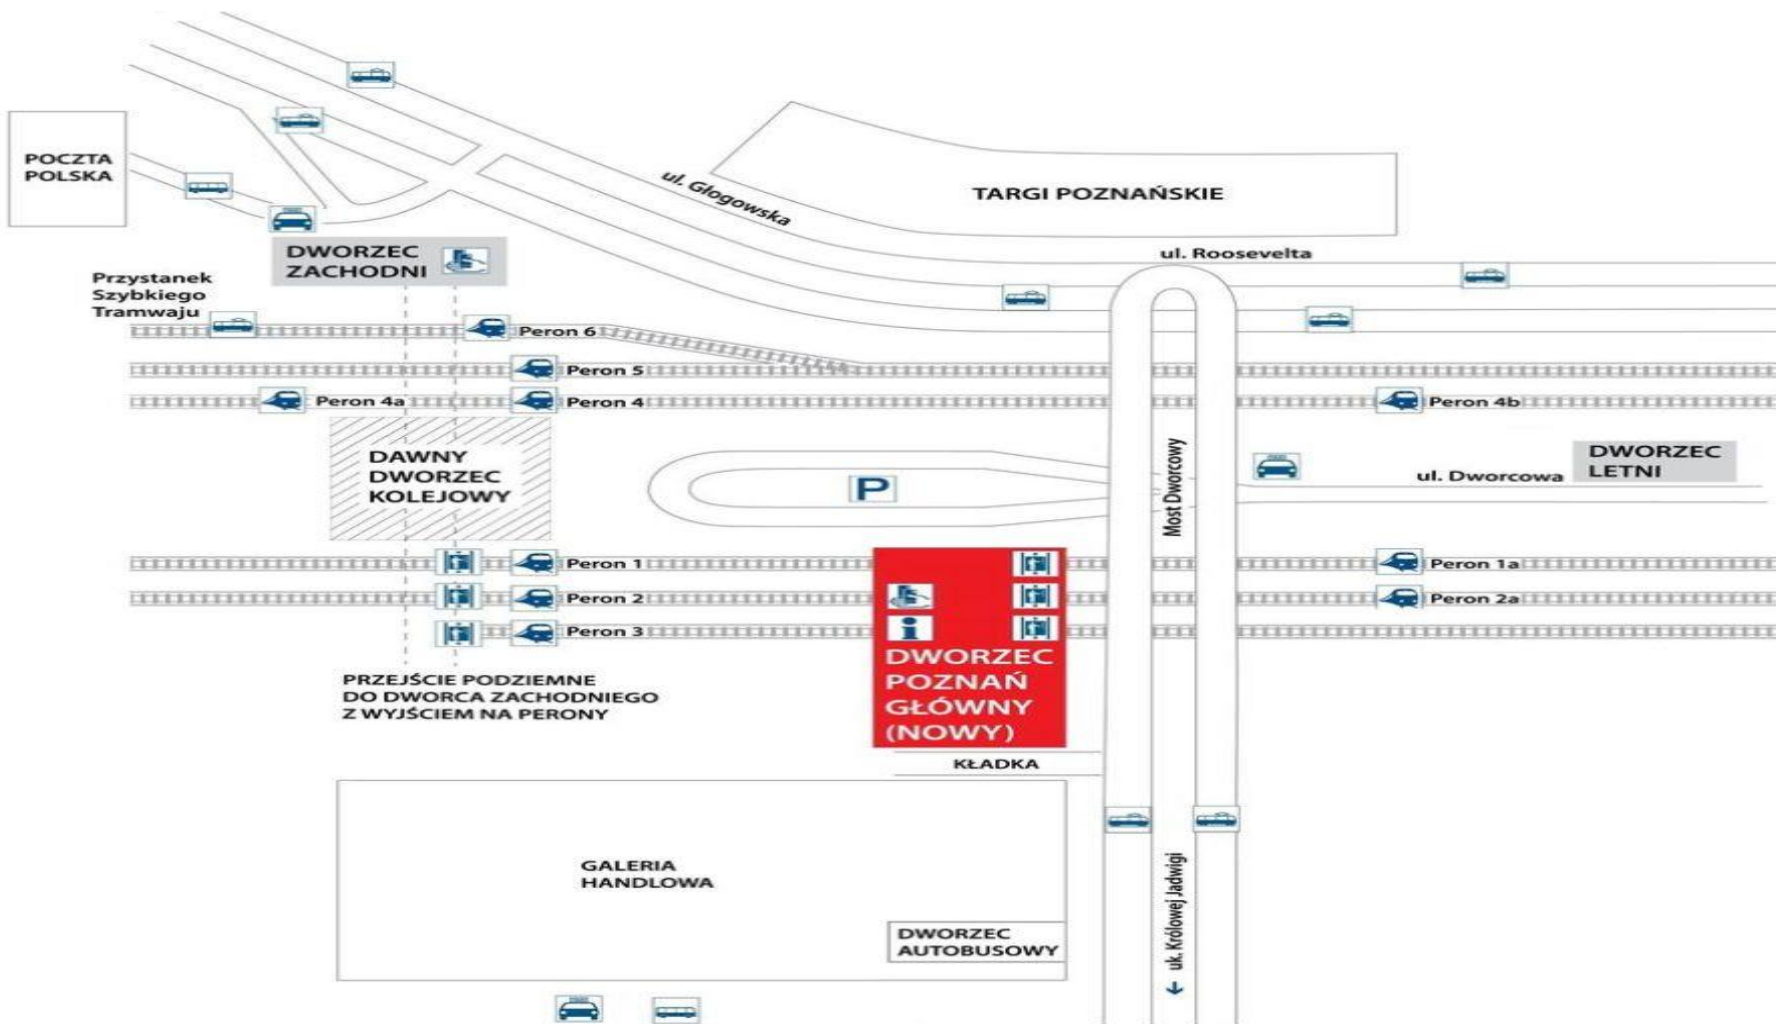 POCZTA
POLSKA
ul. Głogowska
TARGI POZNAŃSKIE
ul. Roosevelta
DWORZEC
ZACHODNI
Przystanek
Szybkiego
Tramwaju
Peron 6
Peron 5
Peron 4a
Peron 4
Peron 4b
DAWNY
DWORZEC
KOLEJOWY
P
Most Dworcowy
ul. Dworcowa
DWORZEC
LETNI
Peron 1
Peron 1a
Peron 2
Peron 2a
Peron 3
i
DWORZEC
POZNAŃ
GŁÓWNY
(NOWY)
PRZEJŚCIE PODZIEMNE
DO DWORCA ZACHODNIEGO
Z WYJŚCIEM NA PERONY
KŁADKA
GALERIA
HANDLOWA
DWORZEC
AUTOBUSOWY
uk. Królowej Jadwigi